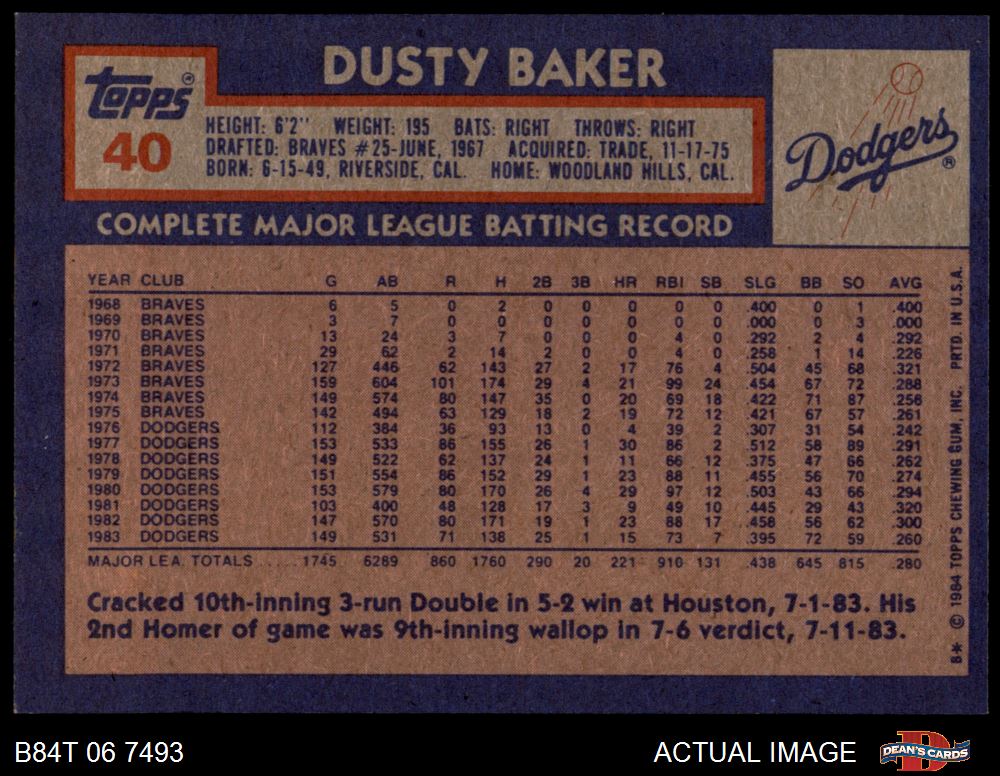 DUSTY BAKER
Topps®
40
HEIGHT: 6'2'' WEIGHT: 195 BATS: RIGHT THROWS: RIGHT
DRAFTED: BRAVES #25-JUNE, 1967 ACQUIRED: TRADE, 11-17-75
BORN: 6-15-49, RIVERSIDE, CAL. HOME: WOODLAND HILLS, CAL.
Dodgers®
COMPLETE MAJOR LEAGUE BATTING RECORD
YEAR CLUB G AB R H 2B 3B HR RBI SB SLG BB SO AVG
1968 BRAVES 6 5 0 2 0 0 0 0 0 .400 0 1 .400
1969 BRAVES 3 7 0 0 0 0 0 0 0 .000 0 3 .000
1970 BRAVES 13 24 3 7 0 0 0 4 0 .292 2 4 .292
1971 BRAVES 29 62 2 14 2 0 0 4 0 .258 1 14 .226
1972 BRAVES 127 446 62 143 27 2 17 76 4 .504 45 68 .321
1973 BRAVES 159 604 101 174 29 4 21 99 24 .454 67 72 .288
1974 BRAVES 149 574 80 147 35 0 20 69 18 .422 71 87 .256
1975 BRAVES 142 494 63 129 18 2 19 72 12 .421 67 57 .261
1976 DODGERS 112 384 36 93 13 0 4 39 2 .307 31 54 .242
1977 DODGERS 153 533 86 155 26 1 30 86 2 .512 58 89 .291
1978 DODGERS 149 522 62 137 24 1 11 66 12 .375 47 66 .262
1979 DODGERS 151 554 86 152 29 1 23 88 11 .455 56 70 .274
1980 DODGERS 153 579 80 170 26 4 29 97 12 .503 43 66 .294
1981 DODGERS 103 400 48 128 17 3 9 49 10 .445 29 43 .320
1982 DODGERS 147 570 80 171 19 1 23 88 17 .458 56 62 .300
1983 DODGERS 149 531 71 138 25 1 15 73 7 .395 72 59 .260
MAJOR LEA. TOTALS ..... 1745 6289 860 1760 290 20 221 910 131 .438 645 815 .280
Cracked 10th-inning 3-run Double in 5-2 win at Houston, 7-1-83. His
2nd Homer of game was 9th-inning wallop in 7-6 verdict, 7-11-83.
B* © 1984 TOPPS CHEWING GUM, INC. PRTD. IN U.S.A.
B84T 06 7493
ACTUAL IMAGE
D
DEAN'S CARDS